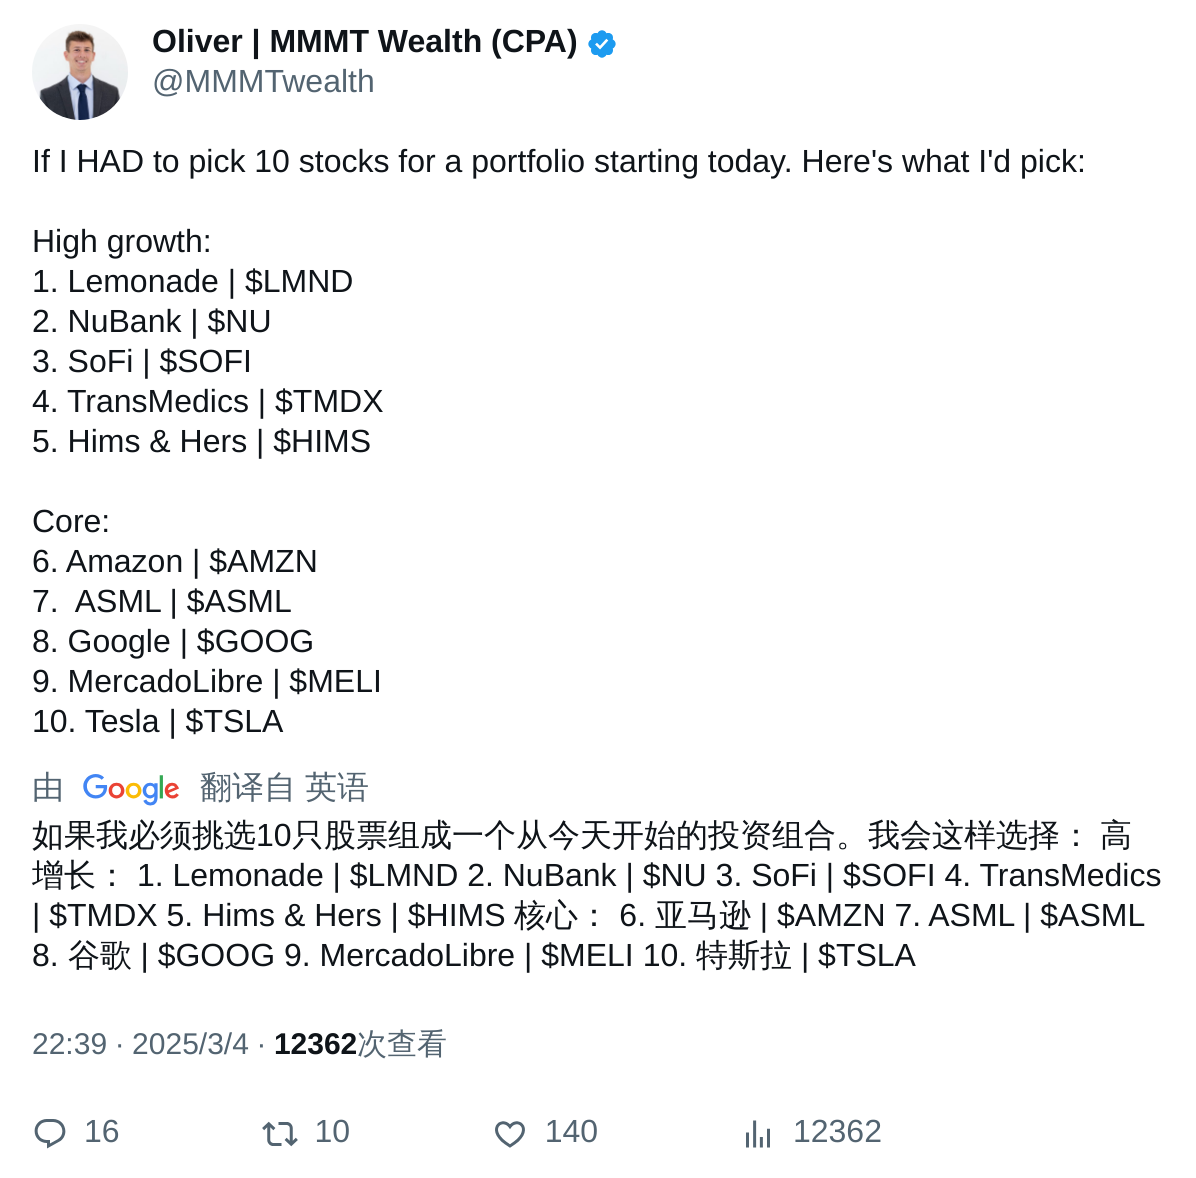 Oliver | MMMT Wealth (CPA)
@MMMTwealth
If I HAD to pick 10 stocks for a portfolio starting today. Here's what I'd pick:
High growth:
1. Lemonade | $LMND
2. NuBank | $NU
3. SoFi | $SOFI
4. TransMedics | $TMDX
5. Hims & Hers | $HIMS
Core:
6. Amazon | $AMZN
7.  ASML | $ASML
8. Google | $GOOG
9. MercadoLibre | $MELI
10. Tesla | $TSLA
由 Google 翻译自 英语
如果我必须挑选10只股票组成一个从今天开始的投资组合。我会这样选择： 高
增长： 1. Lemonade | $LMND 2. NuBank | $NU 3. SoFi | $SOFI 4. TransMedics
| $TMDX 5. Hims & Hers | $HIMS 核心： 6. 亚马逊 | $AMZN 7. ASML | $ASML
8. 谷歌 | $GOOG 9. MercadoLibre | $MELI 10. 特斯拉 | $TSLA
22:39 · 2025/3/4 · 12362次查看
16 10 140 12362